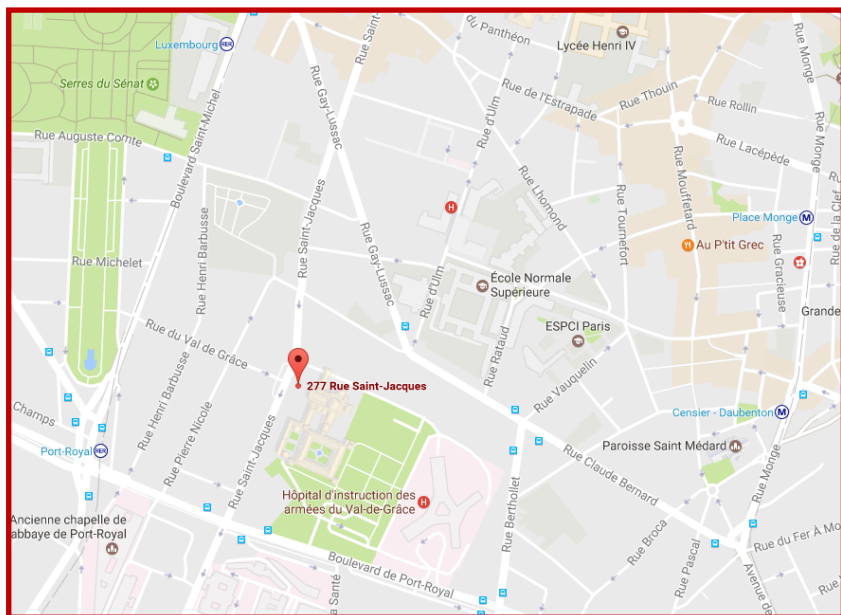 du Panthéon
Lycée Henri IV
Luxembourg
RER
Rue Saint-
Serres du Sénat
Rue Gay-Lussac
Rue d'Ulm
Rue de l'Estrapade
Rue Thouin
Rue Rollin
Rue Monge
Rue Monge
Rue Auguste Comte
Boulevard Saint-Michel
Rue Lacépède
Rue Mouffetard
Rue Lhomond
Rue Tournefort
Rue Henri Barbusse
Rue Saint-Jacques
H
Place Monge
M
Rue de la Clef
Rue Gracieuse
Au P'tit Grec
Rue Michelet
Rue Gay-Lussac
Rue d'Ulm
École Normale
Supérieure
Grande
ESPCI Paris
Rue du Val de Grâce
Rue Rataud
Rue Vauquelin
277 Rue Saint-Jacques
Champs
Rue Henri Barbusse
Rue Pierre Nicole
Censier - Daubenton
M
Port-Royal
RER
Rue Saint-Jacques
Paroisse Saint Médard
Rue Claude Bernard
Rue Monge
Hôpital d'instruction des
armées du Val-de-Grâce
H
Rue Berthollet
Rue Broca
Rue Pascal
Rue du Fer À Mo
Ancienne chapelle de
abbaye de Port-Royal
Boulevard de Port-Royal
Santé
Avenue de